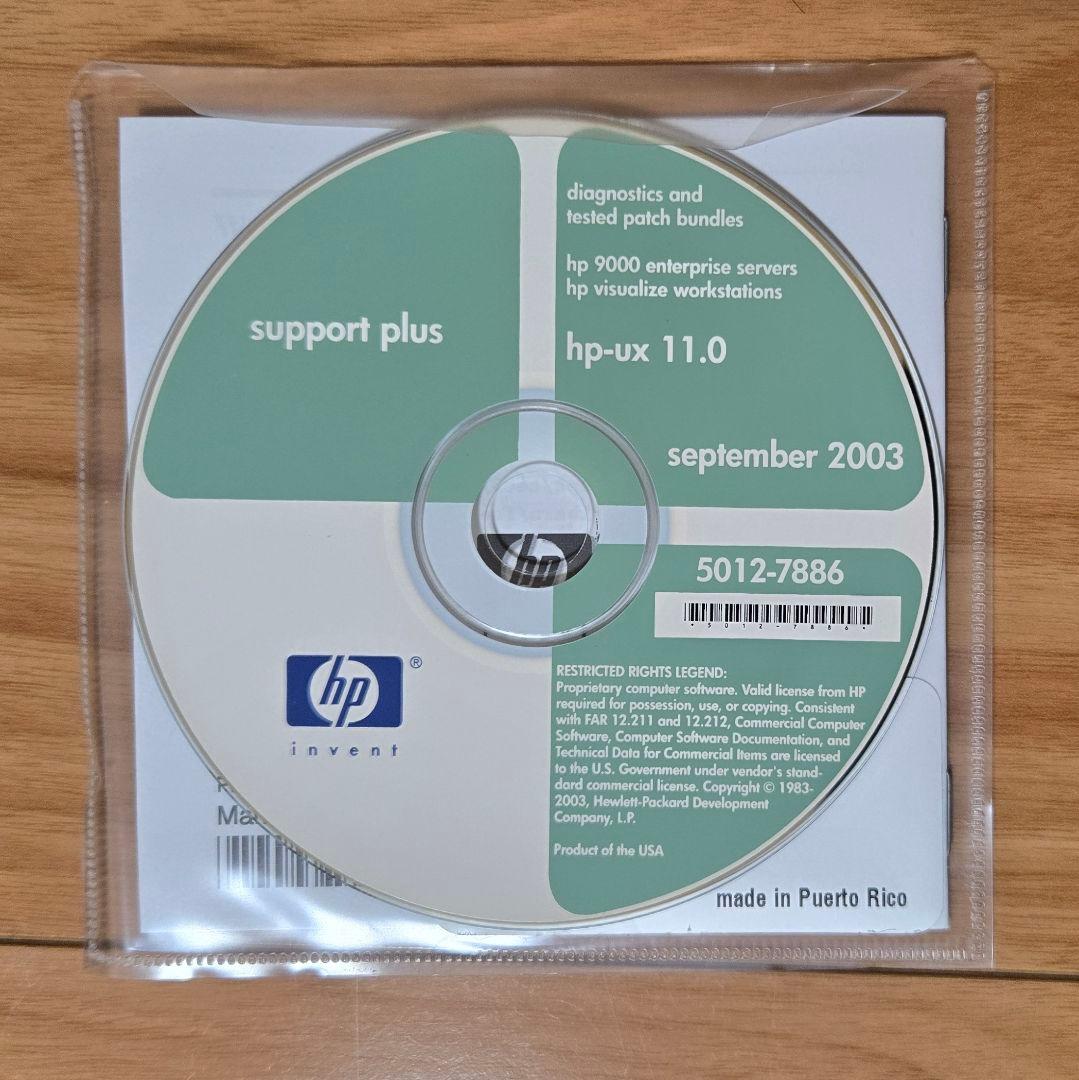 support plus
diagnostics and
tested patch bundles
hp 9000 enterprise servers
hp visualize workstations
hp-ux 11.0
september 2003
hp
5012-7886
*5012-7886*
RESTRICTED RIGHTS LEGEND:
Proprietary computer software. Valid license from HP
required for possession, use, or copying. Consistent
with FAR 12.211 and 12.212, Commercial Computer
Software, Computer Software Documentation, and
Technical Data for Commercial Items are licensed
to the U.S. Government under vendor's stand-
dard commercial license. Copyright © 1983-
2003, Hewlett-Packard Development
Company, L.P.
Product of the USA
hp ®
invent
made in Puerto Rico